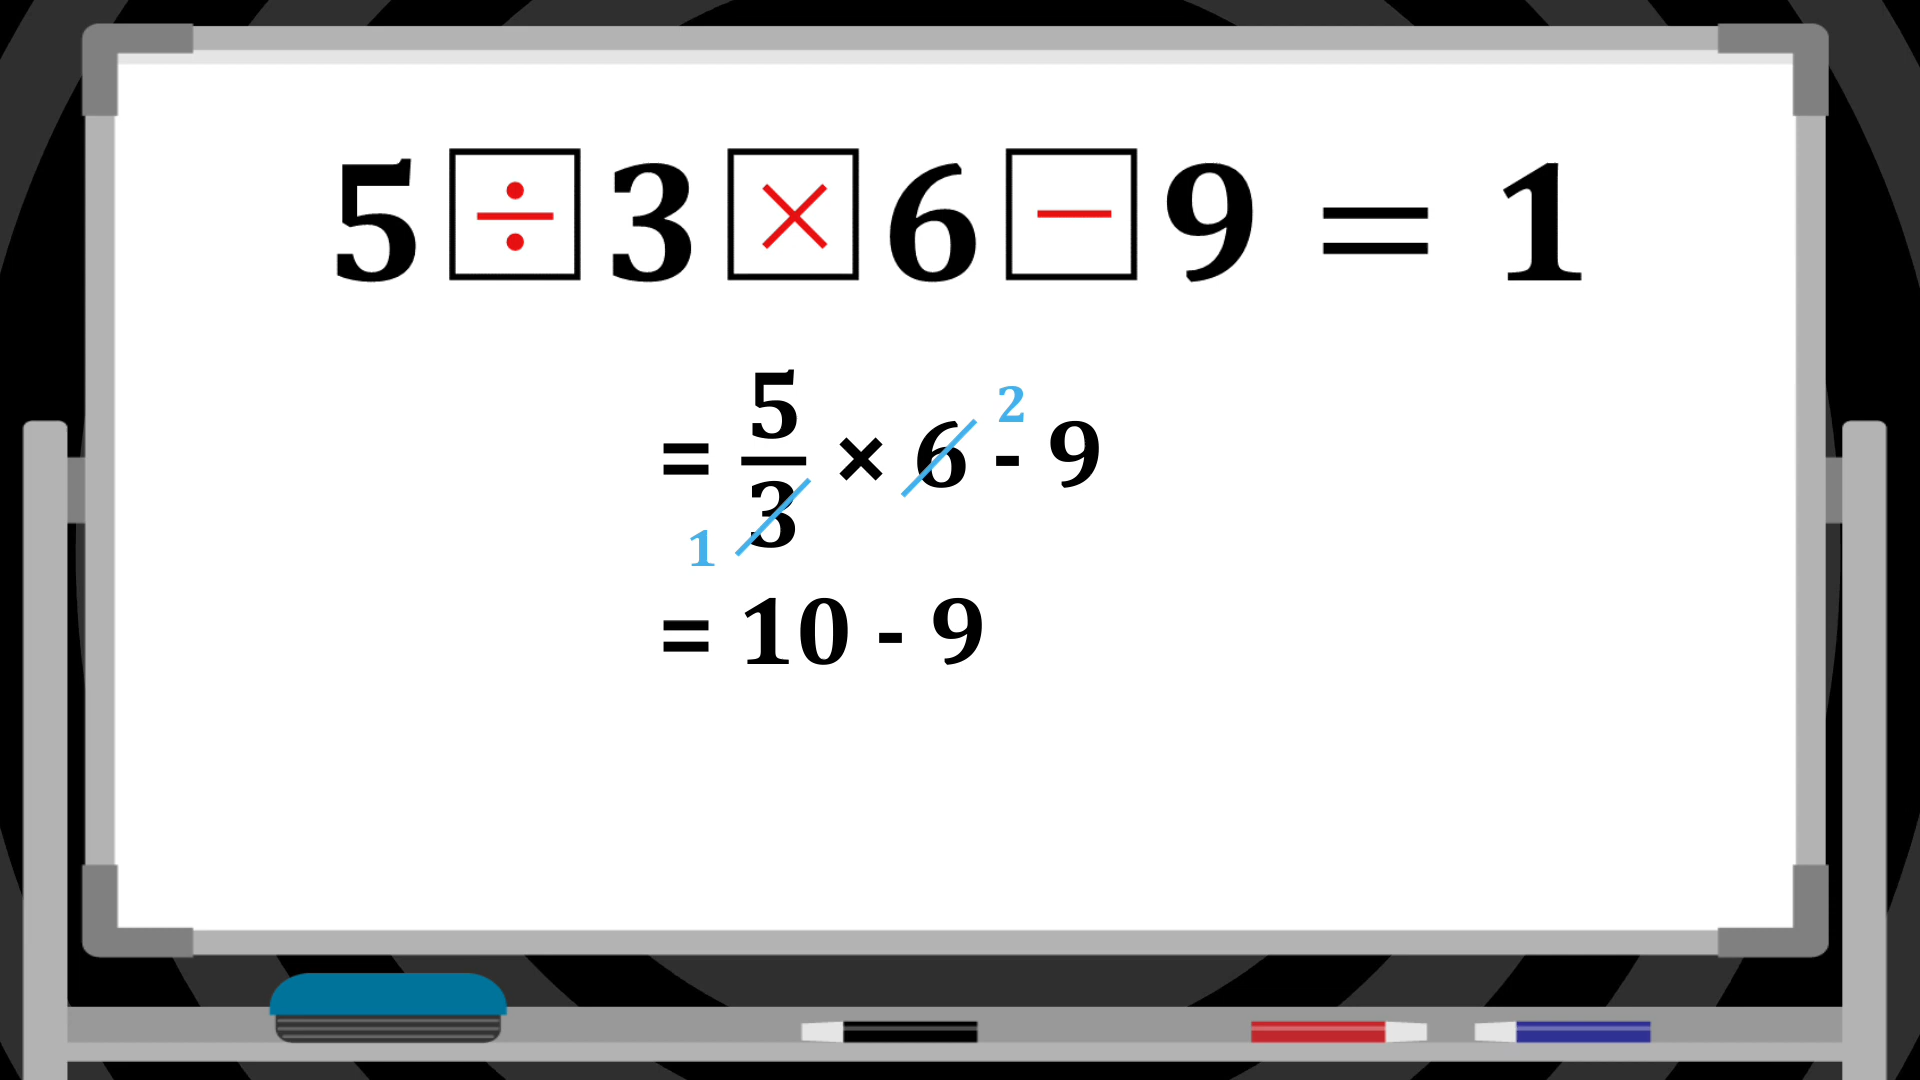 5 ÷ 3 × 6 − 9 = 1
= 5/3 × 6 - 9
2
1
= 10 - 9